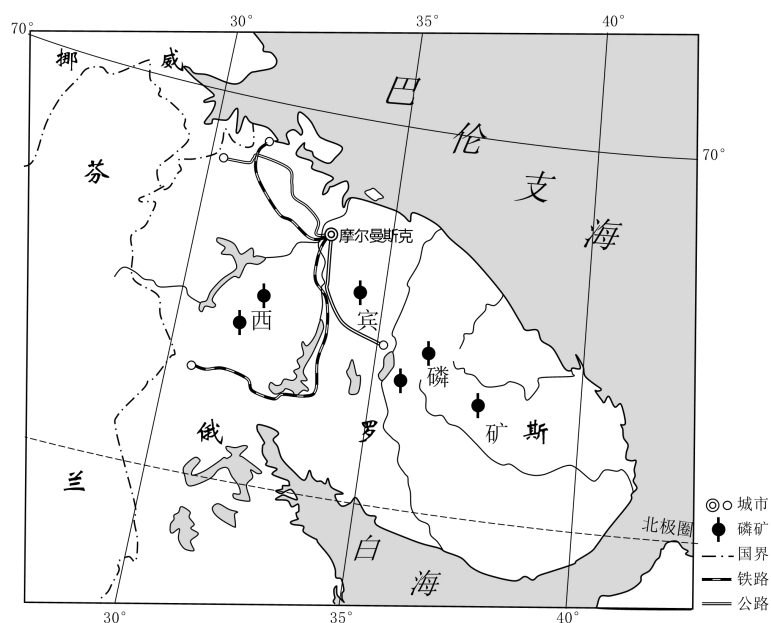 70° 30° 35° 40°
挪 威
巴伦支海
芬
70°
摩尔曼斯克
西 宾
磷
矿
俄 罗 斯
兰
白海
北极圈
城市
磷矿
国界
铁路
公路
30° 35° 40°